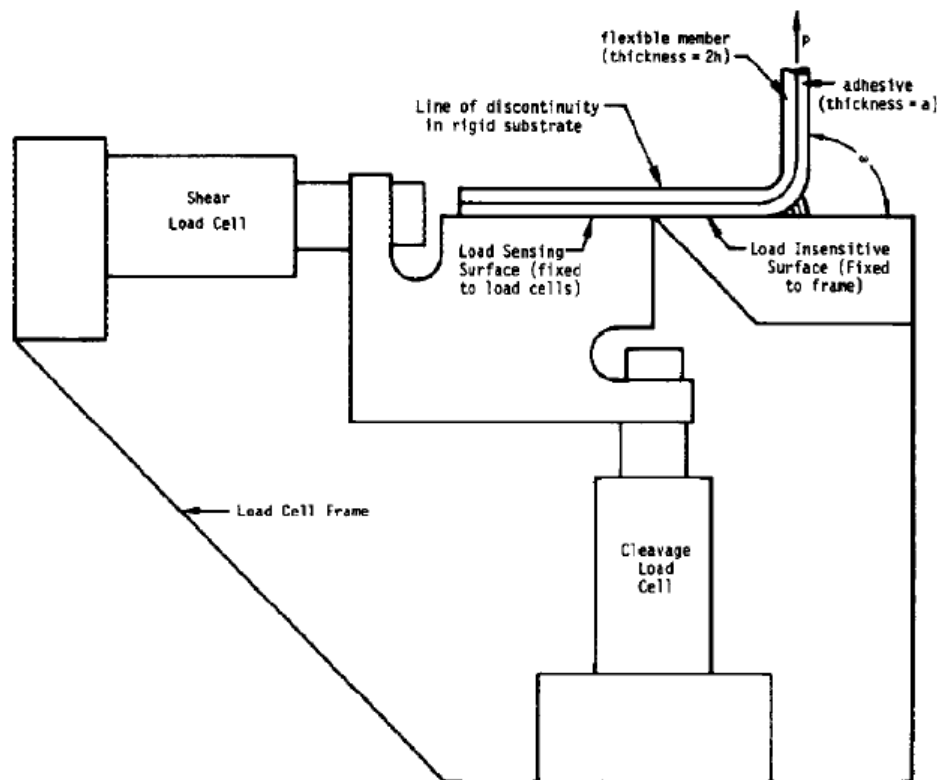 P
flexible member
(thickness = 2h)
adhesive
(thickness = a)
Line of discontinuity
in rigid substrate
Shear
Load Cell
Load Sensing
Surface (fixed
to load cells)
Load Insensitive
Surface (Fixed
to frame)
Load Cell Frame
Cleavage
Load
Cell